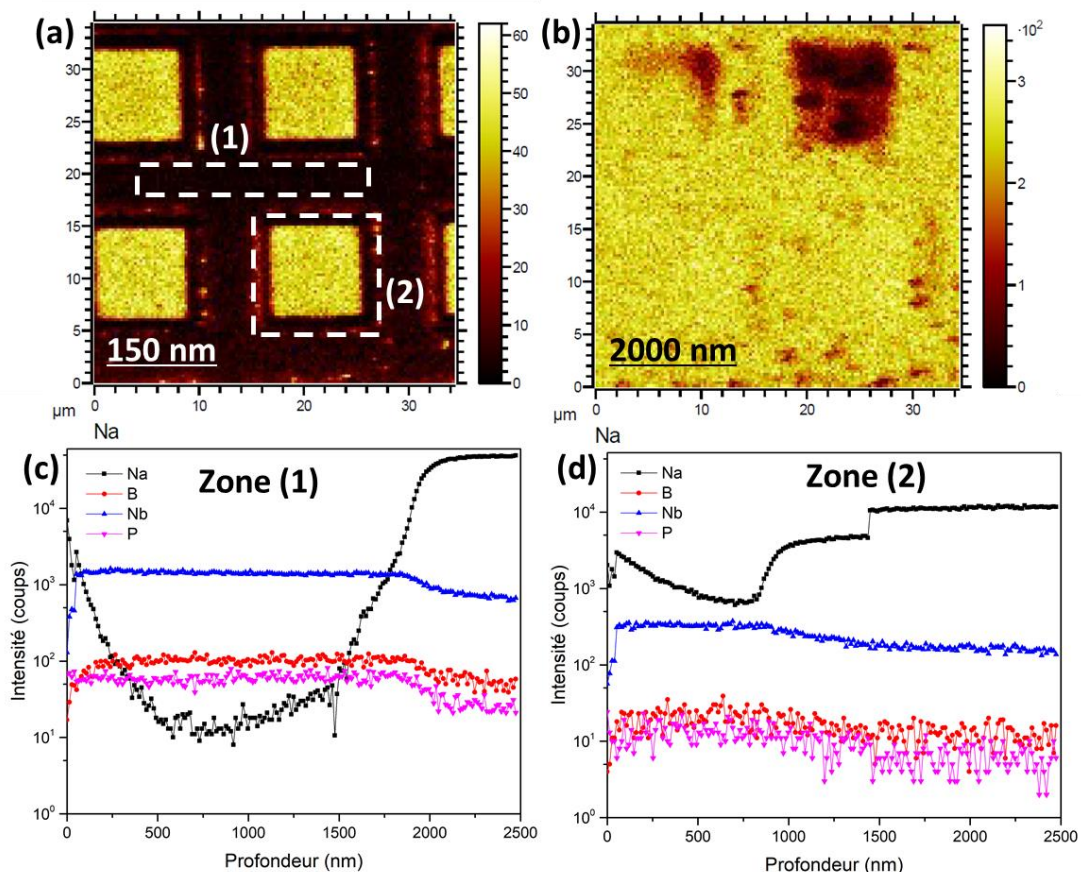 (a)
60
50
40
30
20
10
0
30
25
20
15
10
5
0
(1)
(2)
150 nm
0 10 20 30
µm
Na
(b)
·10²
3
2
1
0
30
25
20
15
10
5
0
2000 nm
0 10 20 30
µm
Na
(c)
Zone (1)
Na
B
Nb
P
10⁴
10³
10²
10¹
10⁰
Intensité (coups)
0 500 1000 1500 2000 2500
Profondeur (nm)
(d)
Zone (2)
Na
B
Nb
P
10⁴
10³
10²
10¹
10⁰
Intensité (coups)
0 500 1000 1500 2000 2500
Profondeur (nm)